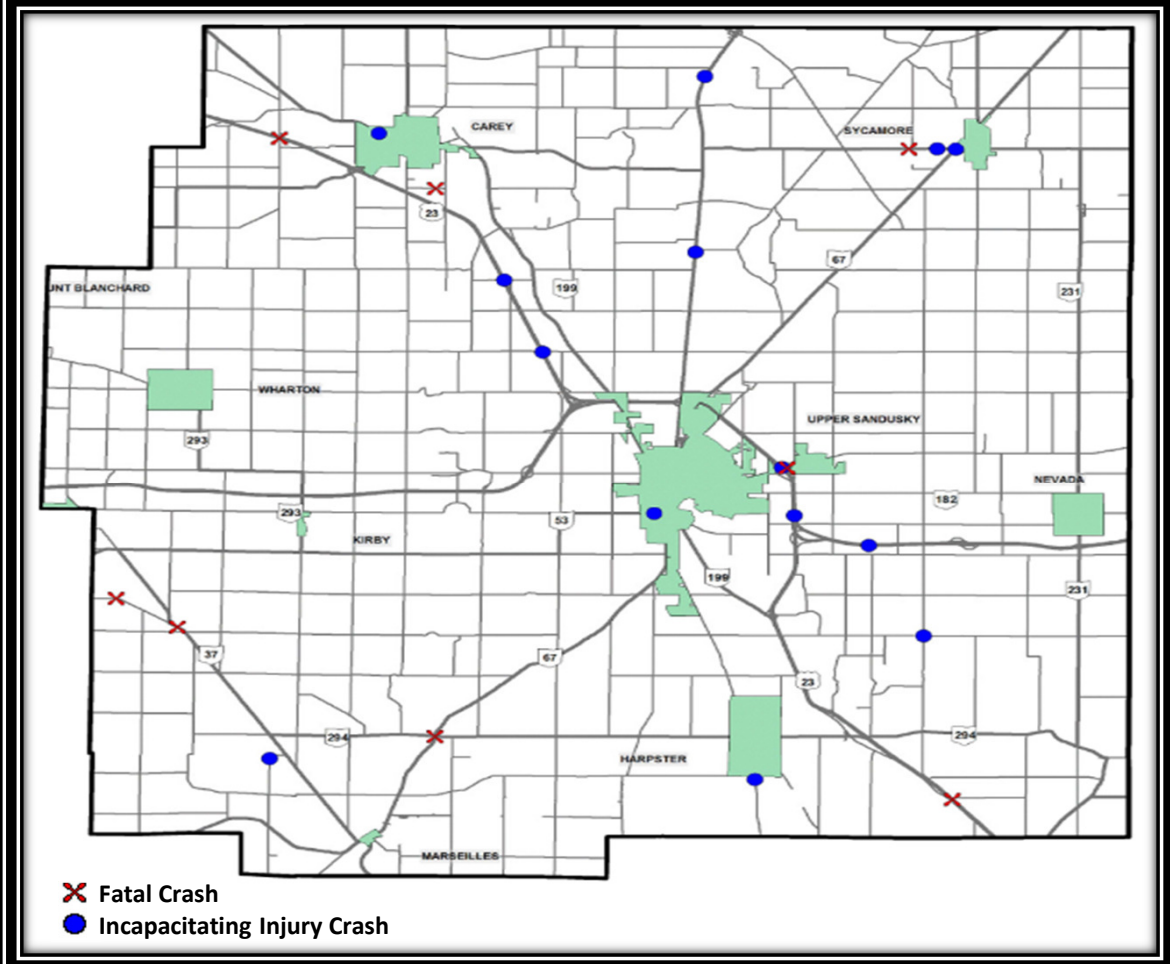 CAREY
SYCAMORE
23
67
199
231
UNT BLANCHARD
WHARTON
UPPER SANDUSKY
293
NEVADA
182
293
53
KIRBY
199
231
37
67
23
294
294
HARPSTER
MARSEILLES
Fatal Crash
Incapacitating Injury Crash